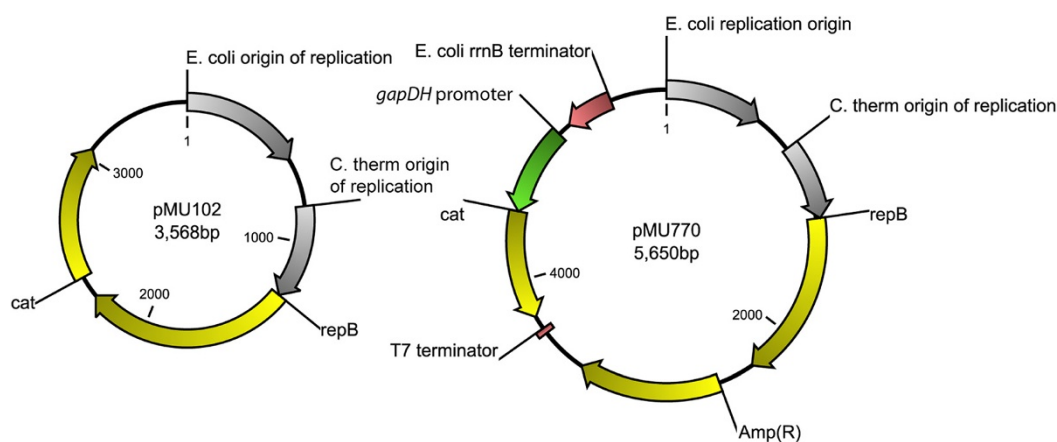 E. coli origin of replication
1
C. therm origin
of replication
1000
repB
2000
cat
3000
pMU102
3,568bp
E. coli replication origin
1
C. therm origin of replication
repB
2000
Amp(R)
T7 terminator
4000
cat
gapDH promoter
E. coli rrnB terminator
pMU770
5,650bp